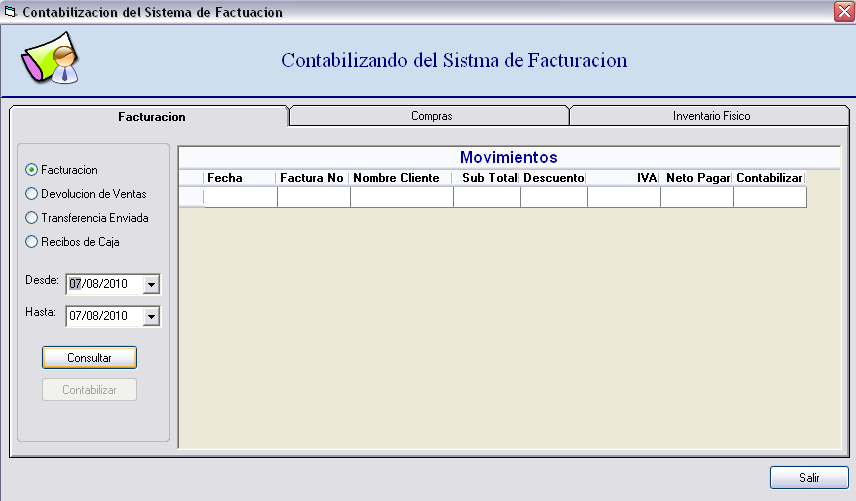 Contabilizacion del Sistema de Factuacion
Contabilizando del Sistma de Facturacion
Facturacion Compras Inventario Fisico
Facturacion
Devolucion de Ventas
Transferencia Enviada
Recibos de Caja
Desde: 07/08/2010
Hasta: 07/08/2010
Consultar
Contabilizar
Movimientos
Fecha Factura No Nombre Cliente Sub Total Descuento IVA Neto Pagar Contabilizar
Salir